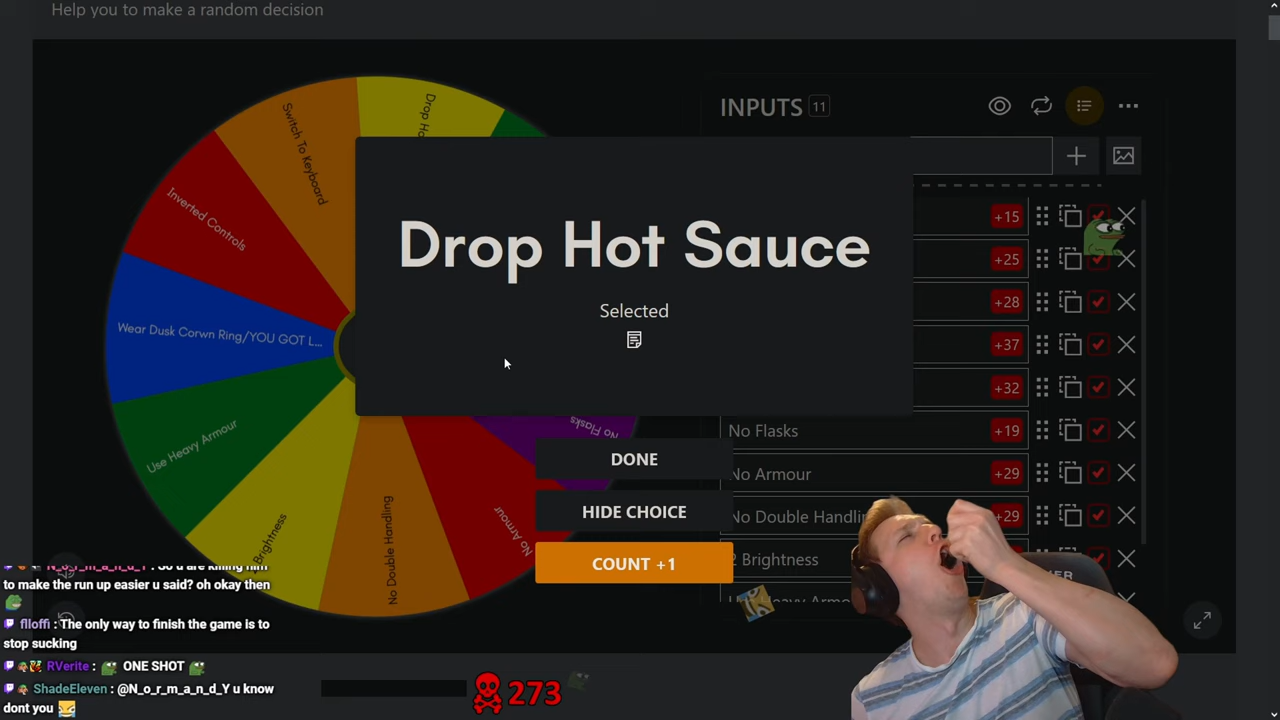 Help you to make a random decision
INPUTS 11
Switch To Keyboard
Drop Ho
Inverted Controls
Wear Dusk Corwn Ring/YOU GOT L...
Use Heavy Armour
Brightness
No Double Handling
No Armour
No Flasks
Drop Hot Sauce
Selected
DONE
HIDE CHOICE
COUNT +1
+15
+25
+28
+37
+32
No Flasks +19
No Armour +29
No Double Handlin +29
2 Brightness
to make the run up easier u said? oh okay then
flloffi : The only way to finish the game is to
stop sucking
RVerite : ONE SHOT
ShadeEleven : @N_o_r_m_a_n_d_Y u know
dont you
273